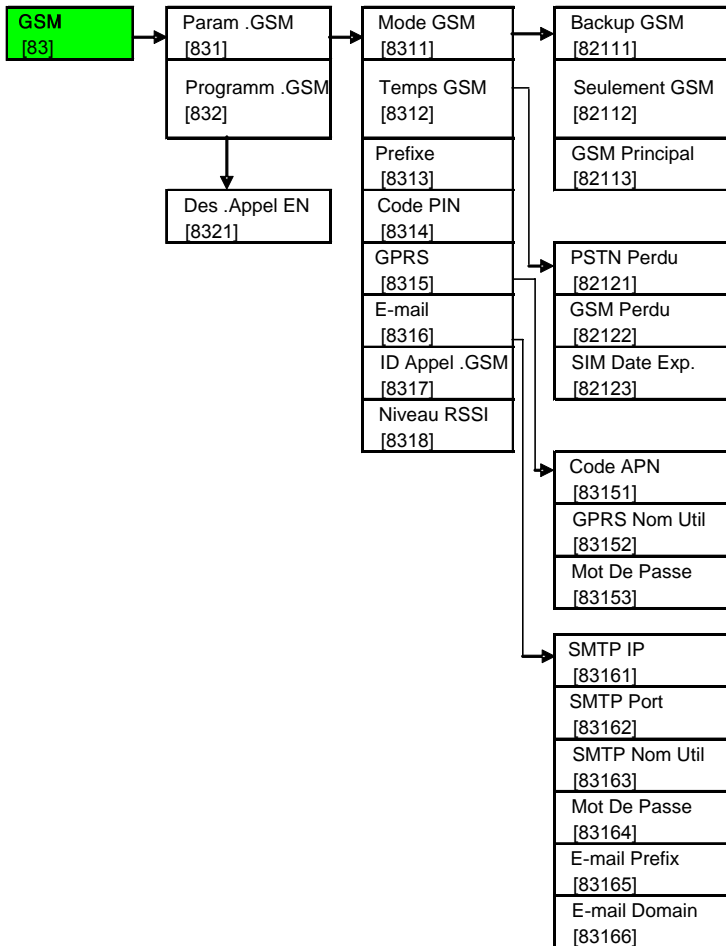 GSM
[83]
Param .GSM
[831]
Programm .GSM
[832]
Des .Appel EN
[8321]
Mode GSM
[8311]
Temps GSM
[8312]
Prefixe
[8313]
Code PIN
[8314]
GPRS
[8315]
E-mail
[8316]
ID Appel .GSM
[8317]
Niveau RSSI
[8318]
Backup GSM
[82111]
Seulement GSM
[82112]
GSM Principal
[82113]
PSTN Perdu
[82121]
GSM Perdu
[82122]
SIM Date Exp.
[82123]
Code APN
[83151]
GPRS Nom Util
[83152]
Mot De Passe
[83153]
SMTP IP
[83161]
SMTP Port
[83162]
SMTP Nom Util
[83163]
Mot De Passe
[83164]
E-mail Prefix
[83165]
E-mail Domain
[83166]